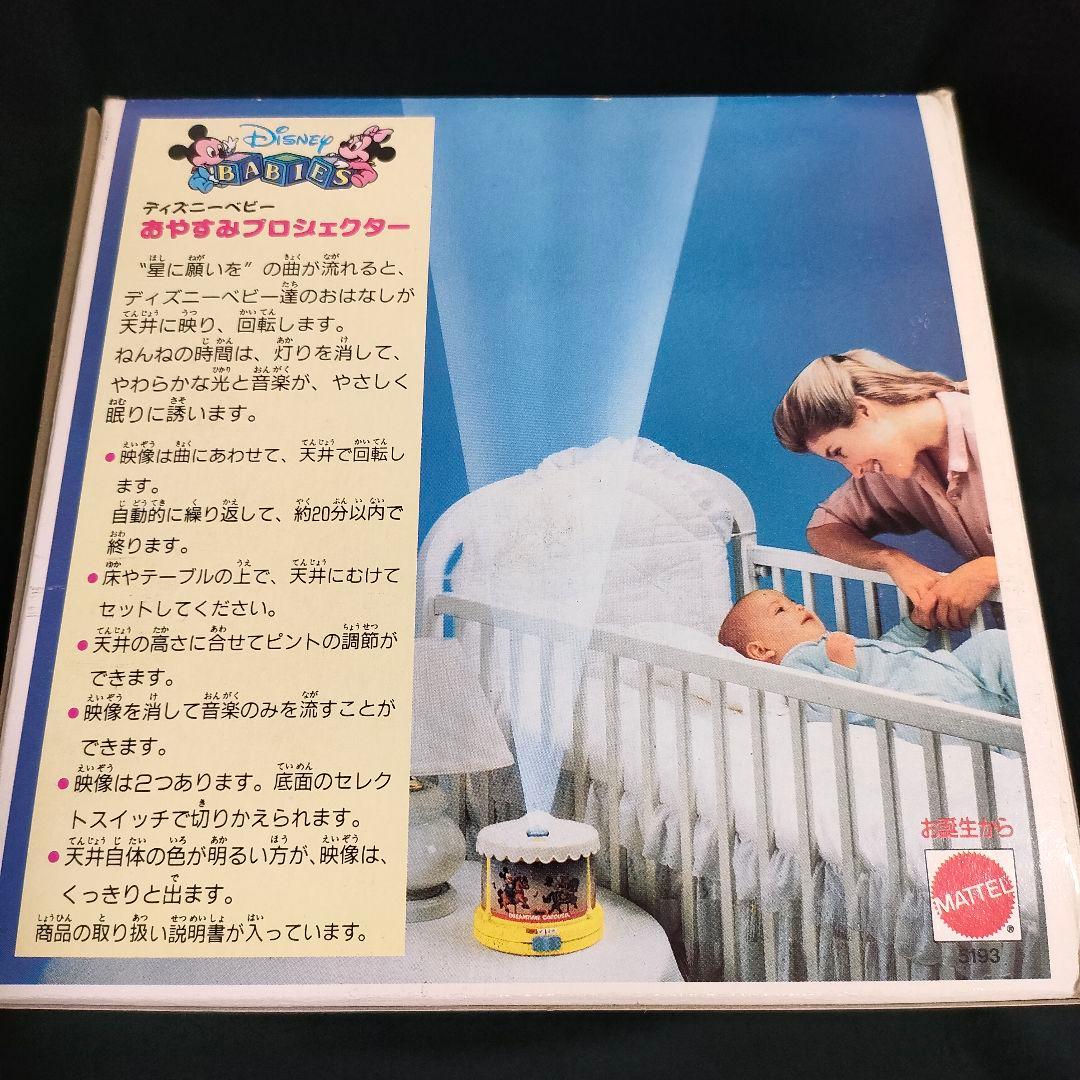 Disney
BABIES
ディズニーベビー
おやすみプロジェクター
"星に願いを"の曲が流れると、
ディズニーベビー達のおはなしが
天井に映り、回転します。
ねんねの時間は、灯りを消して、
やわらかな光と音楽が、やさしく
眠りに誘います。
●映像は曲にあわせて、天井で回転し
ます。
自動的に繰り返して、約20分以内で
終ります。
●床やテーブルの上で、天井にむけて
セットしてください。
●天井の高さに合せてピントの調節が
できます。
●映像を消して音楽のみを流すことが
できます。
●映像は2つあります。底面のセレク
トスイッチで切りかえられます。
●天井自体の色が明るい方が、映像は、
くっきりと出ます。
商品の取り扱い説明書が入っています。
DREAMTIME CAROUSEL
お誕生から
MATTEL
®
5193